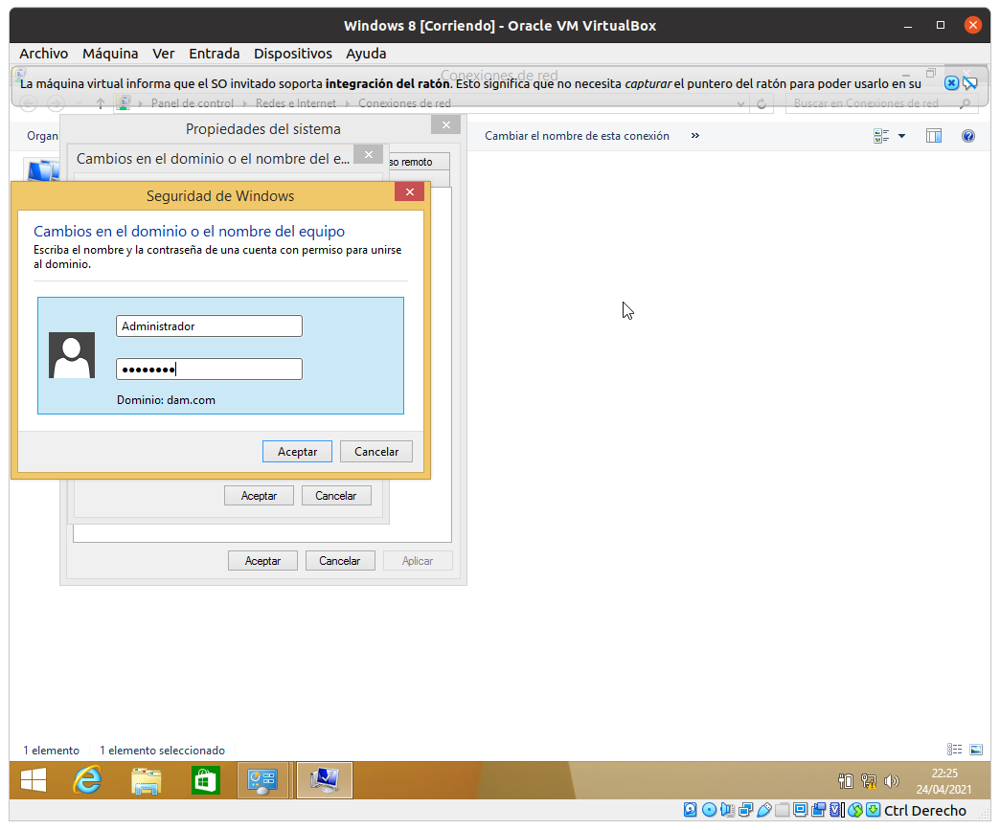 Windows 8 [Corriendo] - Oracle VM VirtualBox
Archivo Máquina Ver Entrada Dispositivos Ayuda
Conexiones de red
La máquina virtual informa que el SO invitado soporta integración del ratón. Esto significa que no necesita capturar el puntero del ratón para poder usarlo en su
Panel de control Redes e Internet Conexiones de red
Buscar en Conexiones de red
Organ
Cambiar el nombre de esta conexión »
Propiedades del sistema
Cambios en el dominio o el nombre del e...
so remoto
Seguridad de Windows
Cambios en el dominio o el nombre del equipo
Escriba el nombre y la contraseña de una cuenta con permiso para unirse
al dominio.
Administrador
●●●●●●●●
Dominio: dam.com
Aceptar Cancelar
Aceptar Cancelar
Aceptar Cancelar Aplicar
1 elemento 1 elemento seleccionado
22:25
24/04/2021
Ctrl Derecho